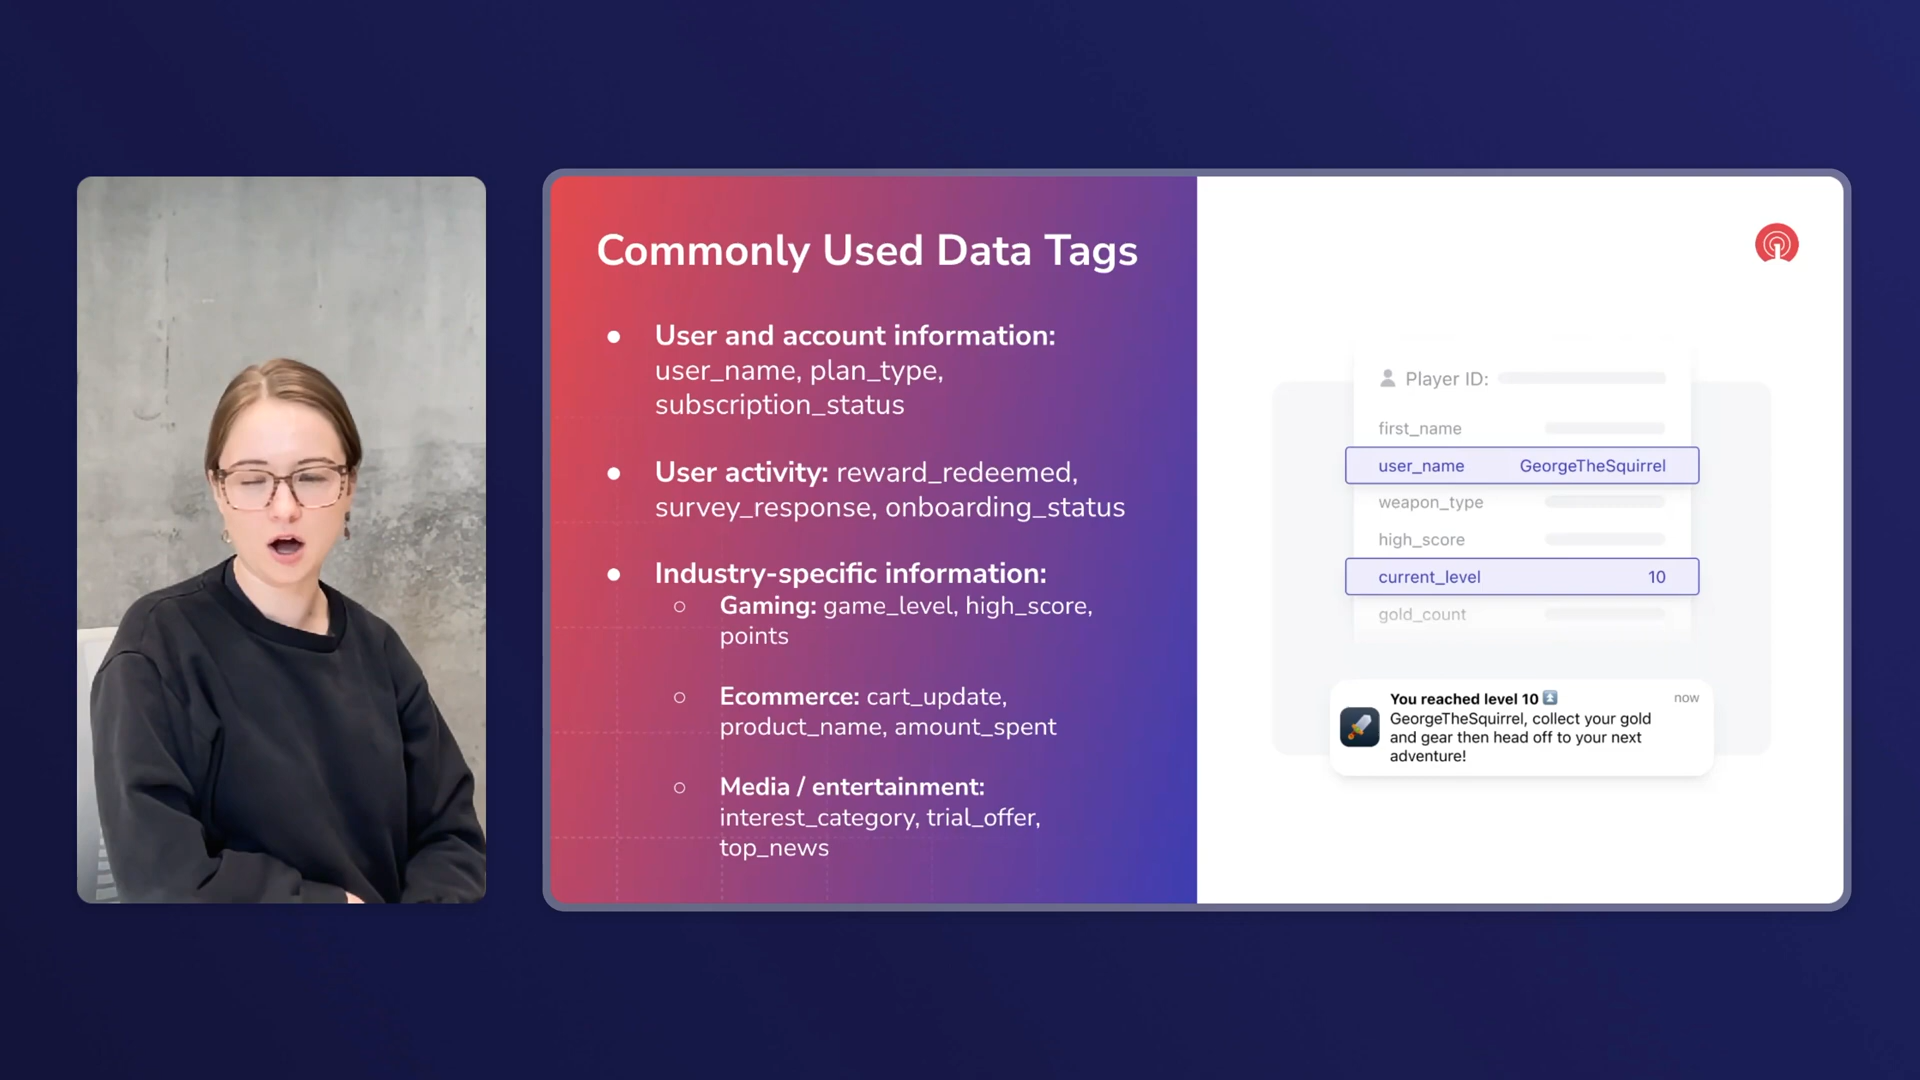 Commonly Used Data Tags
● User and account information:
user_name, plan_type,
subscription_status
● User activity: reward_redeemed,
survey_response, onboarding_status
● Industry-specific information:
○ Gaming: game_level, high_score,
points
○ Ecommerce: cart_update,
product_name, amount_spent
○ Media / entertainment:
interest_category, trial_offer,
top_news
Player ID:
first_name
user_name GeorgeTheSquirrel
weapon_type
high_score
current_level 10
gold_count
You reached level 10 ⏫ now
GeorgeTheSquirrel, collect your gold
and gear then head off to your next
adventure!